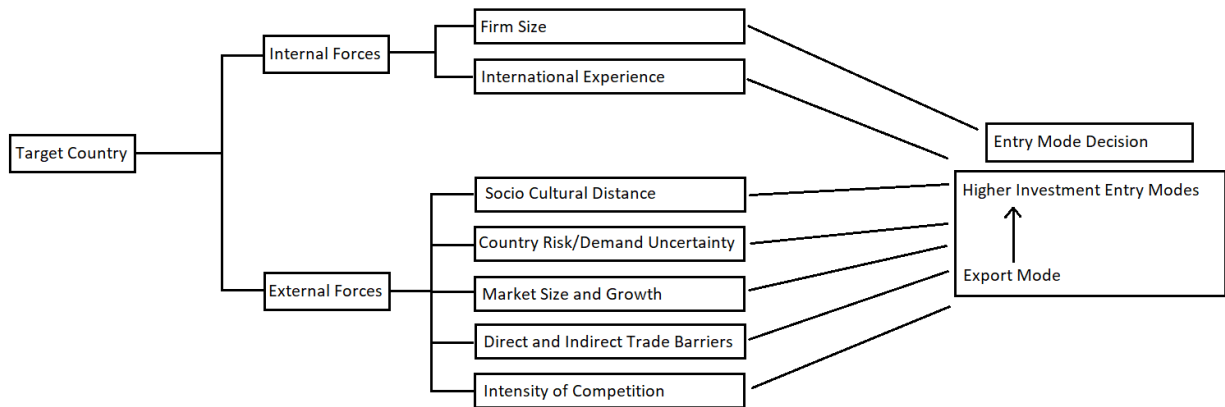 Target Country
Internal Forces
External Forces
Firm Size
International Experience
Socio Cultural Distance
Country Risk/Demand Uncertainty
Market Size and Growth
Direct and Indirect Trade Barriers
Intensity of Competition
Entry Mode Decision
Higher Investment Entry Modes
Export Mode